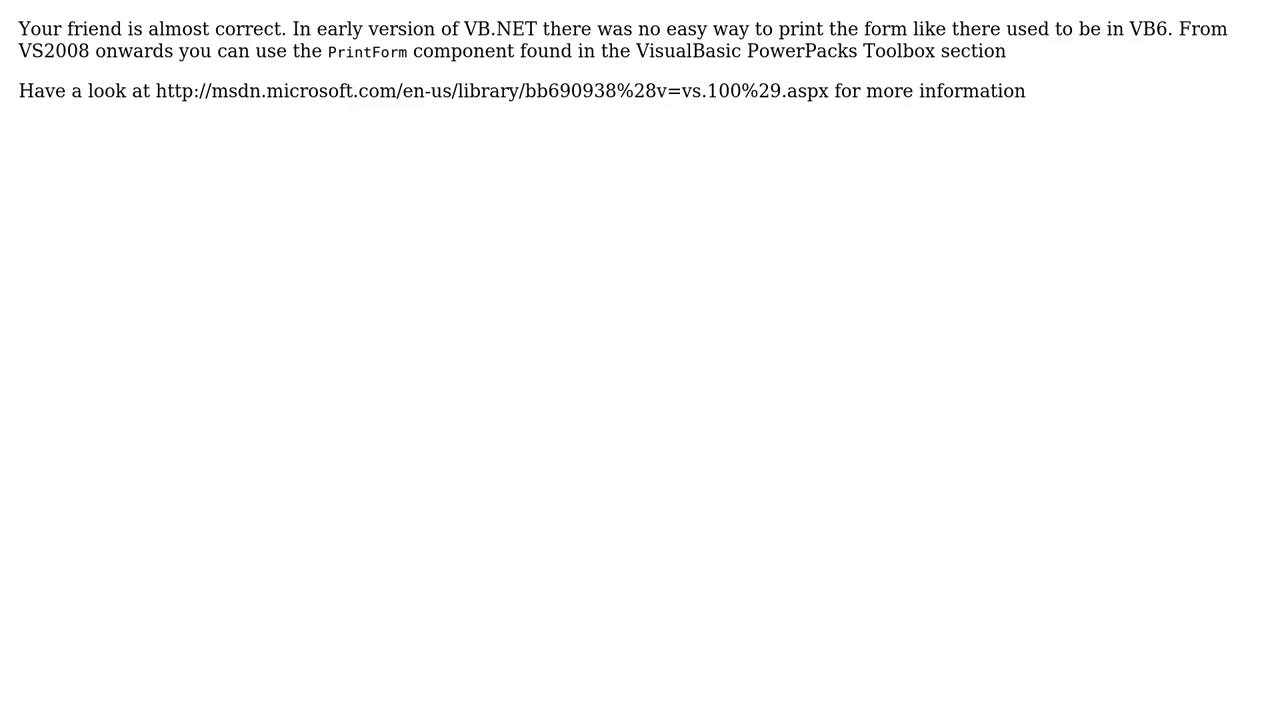 Your friend is almost correct. In early version of VB.NET there was no easy way to print the form like there used to be in VB6. From
VS2008 onwards you can use the PrintForm component found in the VisualBasic PowerPacks Toolbox section
Have a look at http://msdn.microsoft.com/en-us/library/bb690938%28v=vs.100%29.aspx for more information